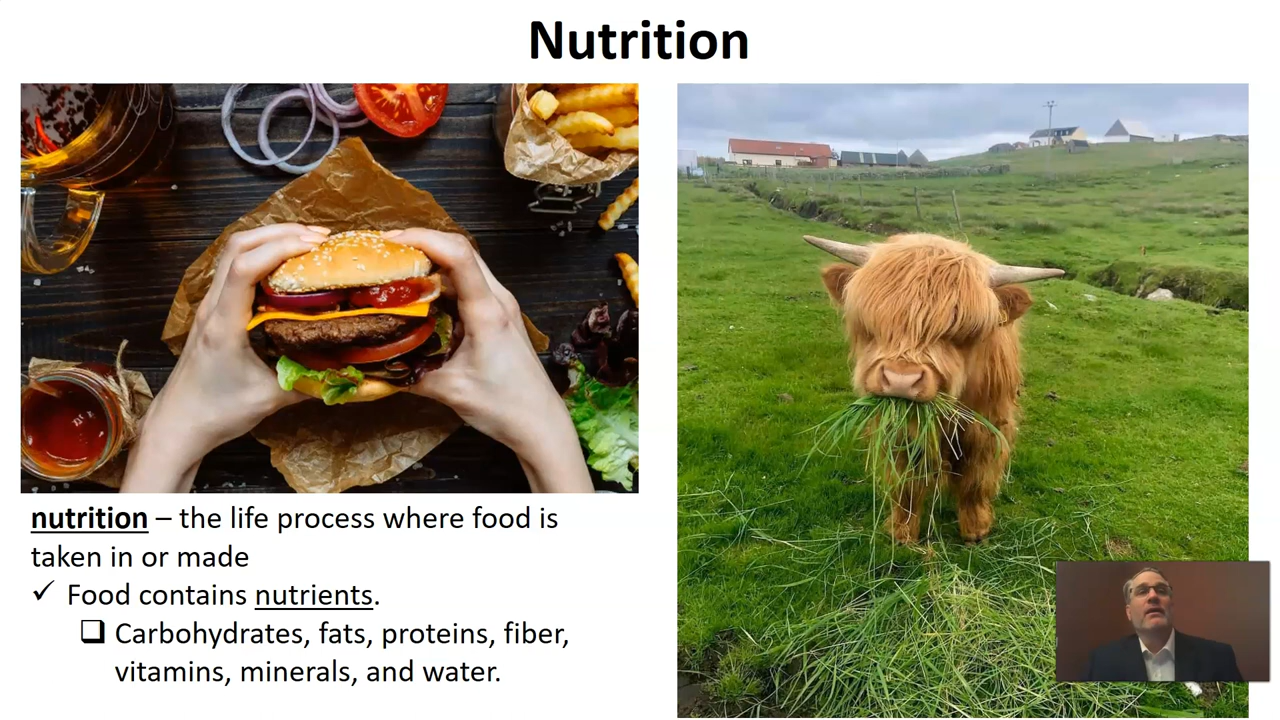 Nutrition
nutrition – the life process where food is
taken in or made
✓ Food contains nutrients.
❑ Carbohydrates, fats, proteins, fiber,
vitamins, minerals, and water.